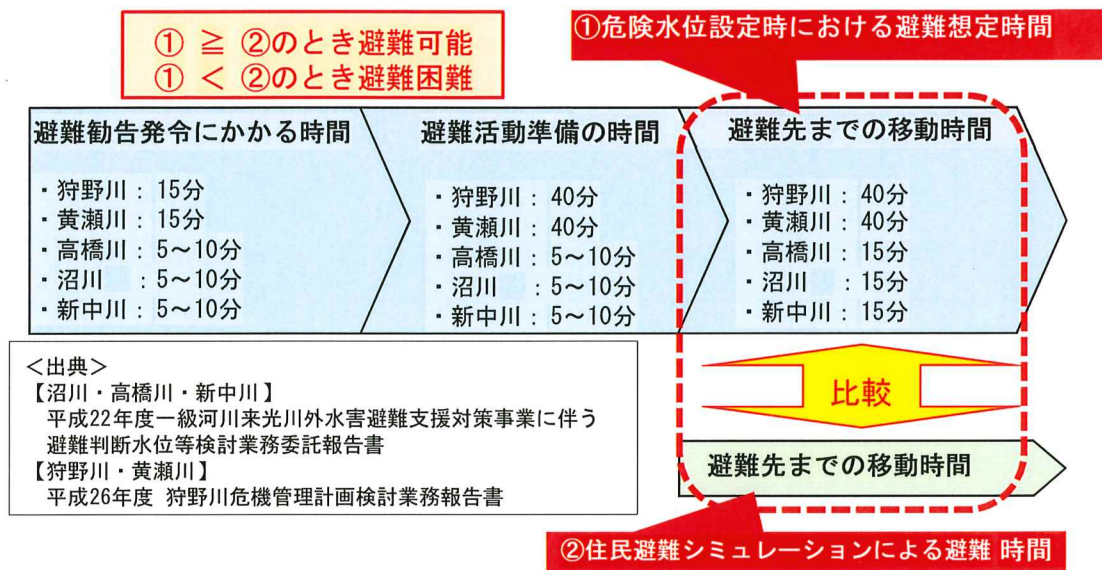 ① ≧ ②のとき避難可能
① < ②のとき避難困難
①危険水位設定時における避難想定時間
避難勧告発令にかかる時間
・狩野川：15分
・黄瀬川：15分
・高橋川：5～10分
・沼川　：5～10分
・新中川：5～10分
避難活動準備の時間
・狩野川：40分
・黄瀬川：40分
・高橋川：5～10分
・沼川　：5～10分
・新中川：5～10分
避難先までの移動時間
・狩野川：40分
・黄瀬川：40分
・高橋川：15分
・沼川　：15分
・新中川：15分
＜出典＞
【沼川・高橋川・新中川】
平成22年度一級河川来光川外水害避難支援対策事業に伴う
避難判断水位等検討業務委託報告書
【狩野川・黄瀬川】
平成26年度 狩野川危機管理計画検討業務報告書
比較
避難先までの移動時間
②住民避難シミュレーションによる避難 時間